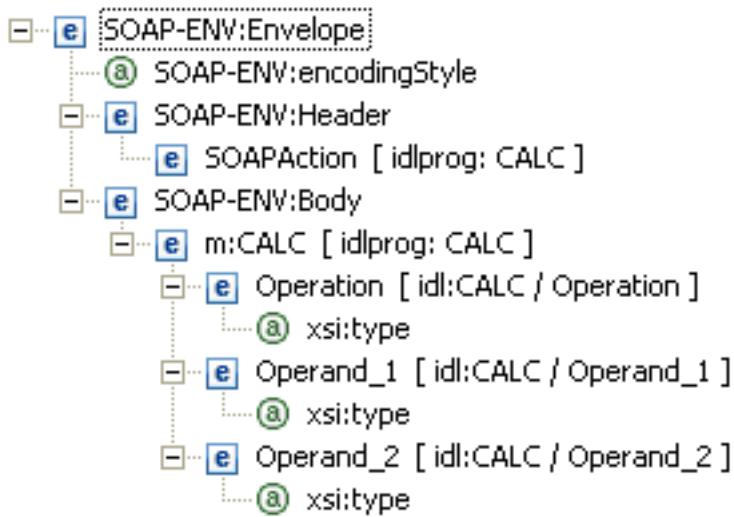 e SOAP-ENV:Envelope
a SOAP-ENV:encodingStyle
e SOAP-ENV:Header
e SOAPAction [ idlprog: CALC ]
e SOAP-ENV:Body
e m:CALC [ idlprog: CALC ]
e Operation [ idl:CALC / Operation ]
a xsi:type
e Operand_1 [ idl:CALC / Operand_1 ]
a xsi:type
e Operand_2 [ idl:CALC / Operand_2 ]
a xsi:type